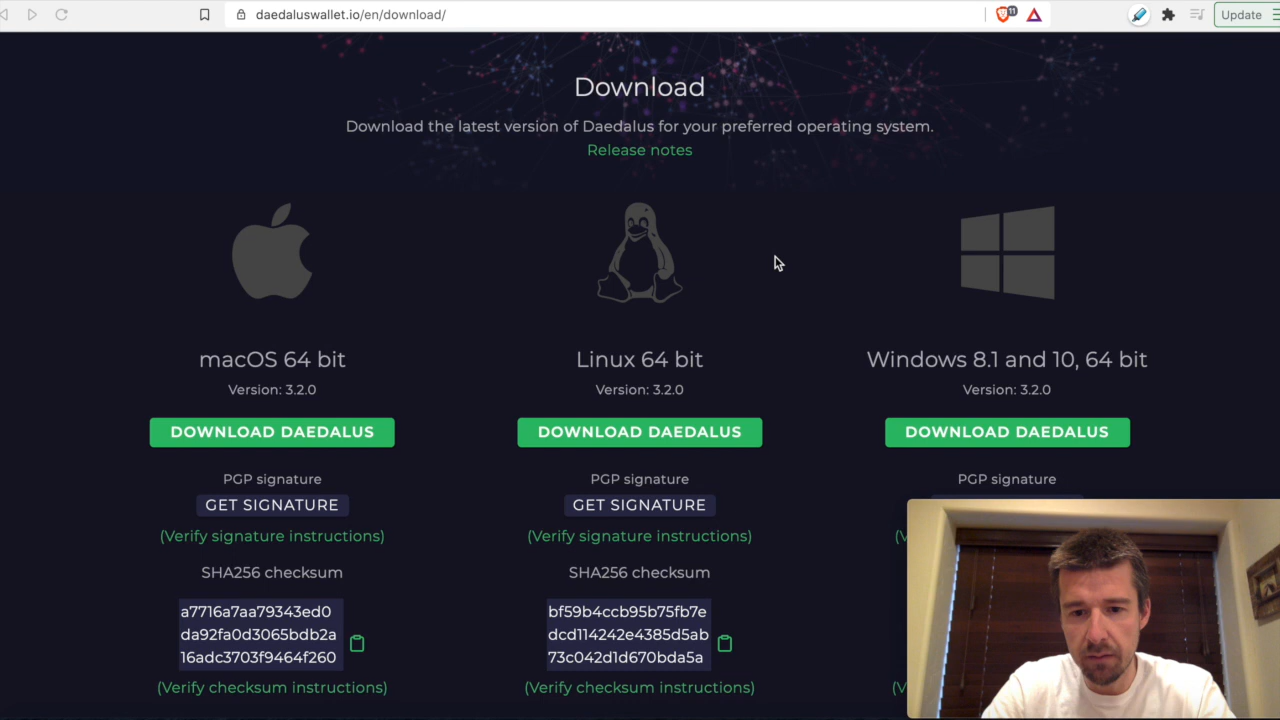 daedaluswallet.io/en/download/
11
Update
Download
Download the latest version of Daedalus for your preferred operating system.
Release notes
macOS 64 bit
Version: 3.2.0
DOWNLOAD DAEDALUS
PGP signature
GET SIGNATURE
(Verify signature instructions)
SHA256 checksum
a7716a7aa79343ed0
da92fa0d3065bdb2a
16adc3703f9464f260
(Verify checksum instructions)
Linux 64 bit
Version: 3.2.0
DOWNLOAD DAEDALUS
PGP signature
GET SIGNATURE
(Verify signature instructions)
SHA256 checksum
bf59b4ccb95b75fb7e
dcd114242e4385d5ab
73c042d1d670bda5a
(Verify checksum instructions)
Windows 8.1 and 10, 64 bit
Version: 3.2.0
DOWNLOAD DAEDALUS
PGP signature